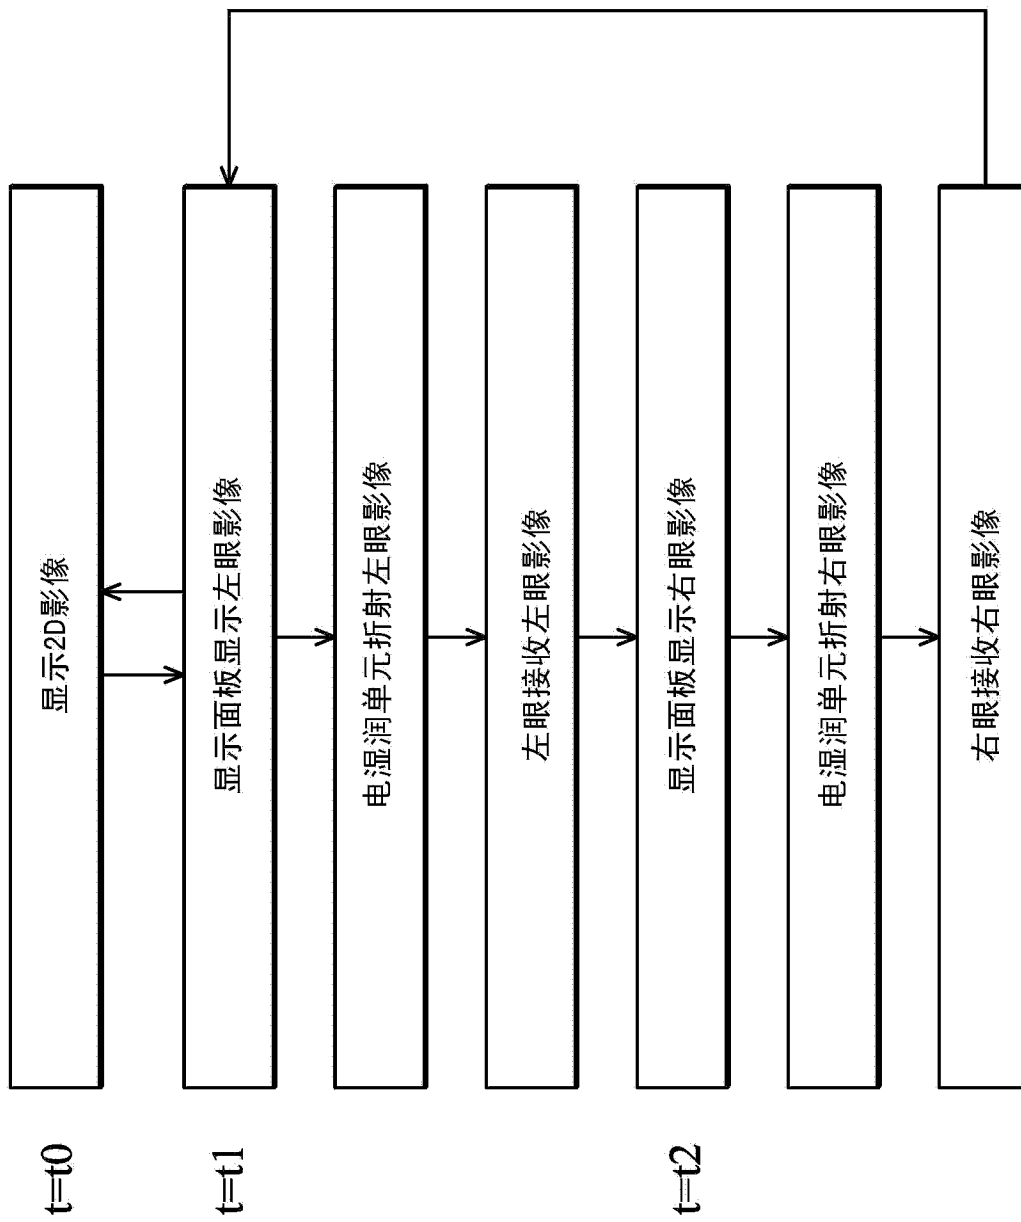 t=t0
显示2D影像
t=t1
显示面板显示左眼影像
电湿润单元折射左眼影像
左眼接收左眼影像
t=t2
显示面板显示右眼影像
电湿润单元折射右眼影像
右眼接收右眼影像